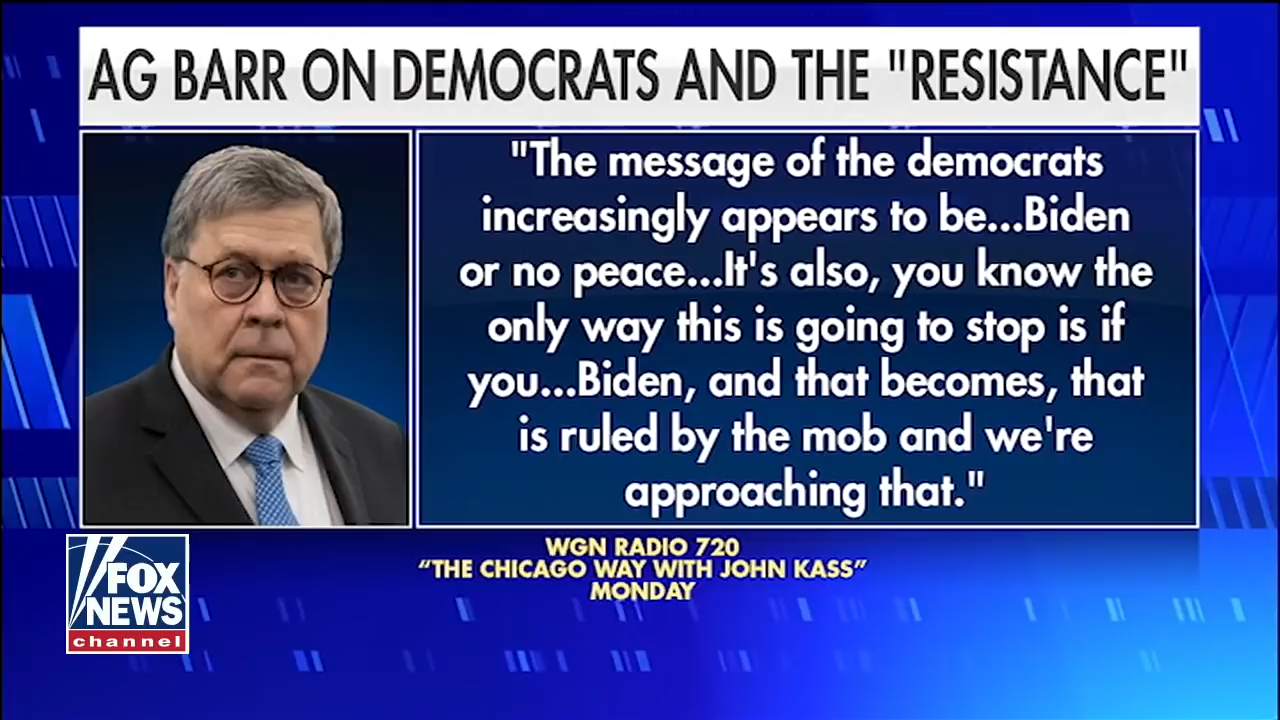 AG BARR ON DEMOCRATS AND THE "RESISTANCE"
"The message of the democrats
increasingly appears to be...Biden
or no peace...It's also, you know the
only way this is going to stop is if
you...Biden, and that becomes, that
is ruled by the mob and we're
approaching that."
WGN RADIO 720
“THE CHICAGO WAY WITH JOHN KASS”
MONDAY
FOX
NEWS
channel